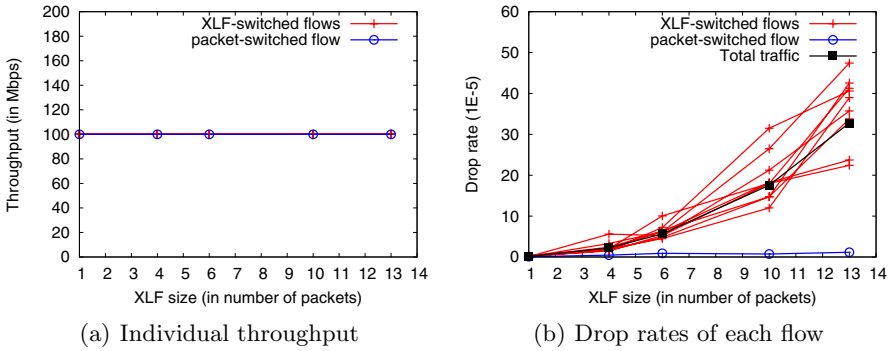 200
180
160
140
120
100
80
60
40
20
0
Throughput (in Mbps)
XLF-switched flows
packet-switched flow
1 2 3 4 5 6 7 8 9 10 11 12 13 14
XLF size (in number of packets)
(a) Individual throughput
60
50
40
30
20
10
0
Drop rate (1E-5)
XLF-switched flows
packet-switched flow
Total traffic
1 2 3 4 5 6 7 8 9 10 11 12 13 14
XLF size (in number of packets)
(b) Drop rates of each flow